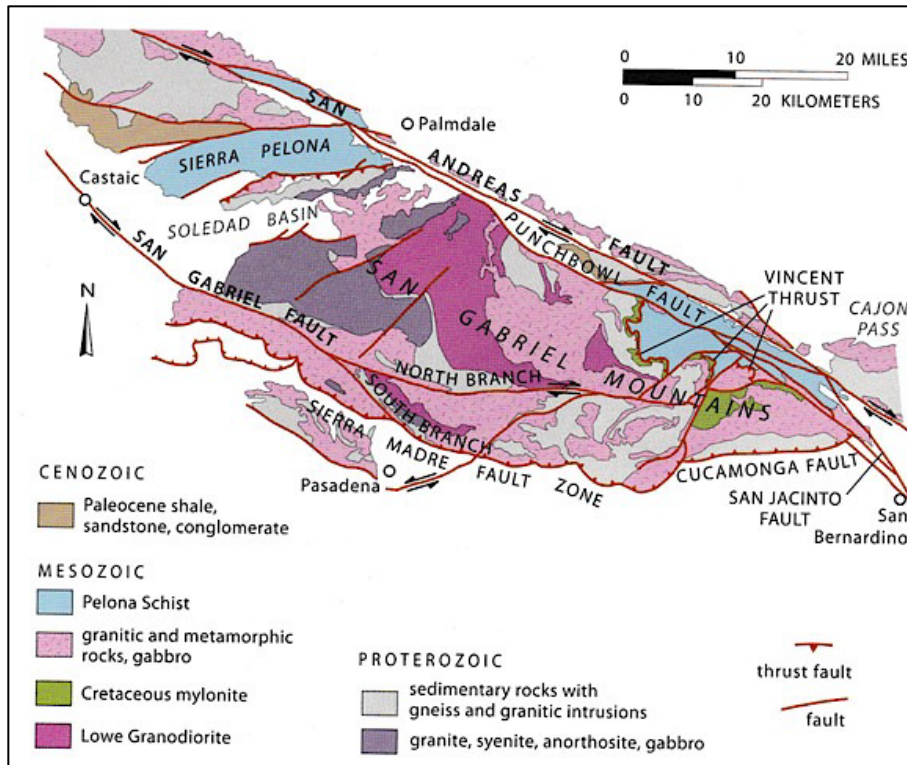 0 10 20 MILES
0 10 20 KILOMETERS
SAN ANDREAS FAULT
Palmdale
SIERRA PELONA
Castaic
SOLEDAD BASIN
PUNCHBOWL FAULT
VINCENT
THRUST
CAJON
PASS
SAN GABRIEL MOUNTAINS
SAN GABRIEL FAULT
N
NORTH BRANCH
SOUTH BRANCH
SIERRA MADRE FAULT ZONE
CUCAMONGA FAULT
Pasadena
SAN JACINTO
FAULT
San
Bernardino
CENOZOIC
Paleocene shale,
sandstone, conglomerate
MESOZOIC
Pelona Schist
granitic and metamorphic
rocks, gabbro
Cretaceous mylonite
Lowe Granodiorite
PROTEROZOIC
sedimentary rocks with
gneiss and granitic intrusions
granite, syenite, anorthosite, gabbro
thrust fault
fault